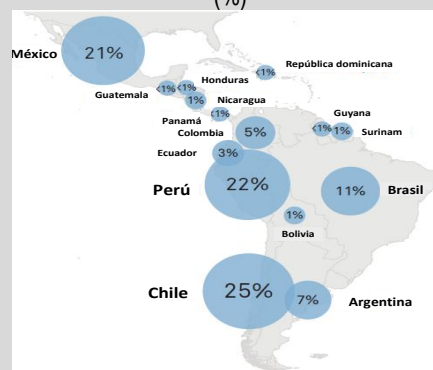 (%)
México
21%
República dominicana
<1%
Honduras
<1%
Guatemala
<1%
Nicaragua
1%
Panamá
<1%
Guyana
<1%
Surinam
1%
Colombia
5%
Ecuador
3%
Perú
22%
Brasil
11%
1%
Bolivia
Chile
25%
Argentina
7%